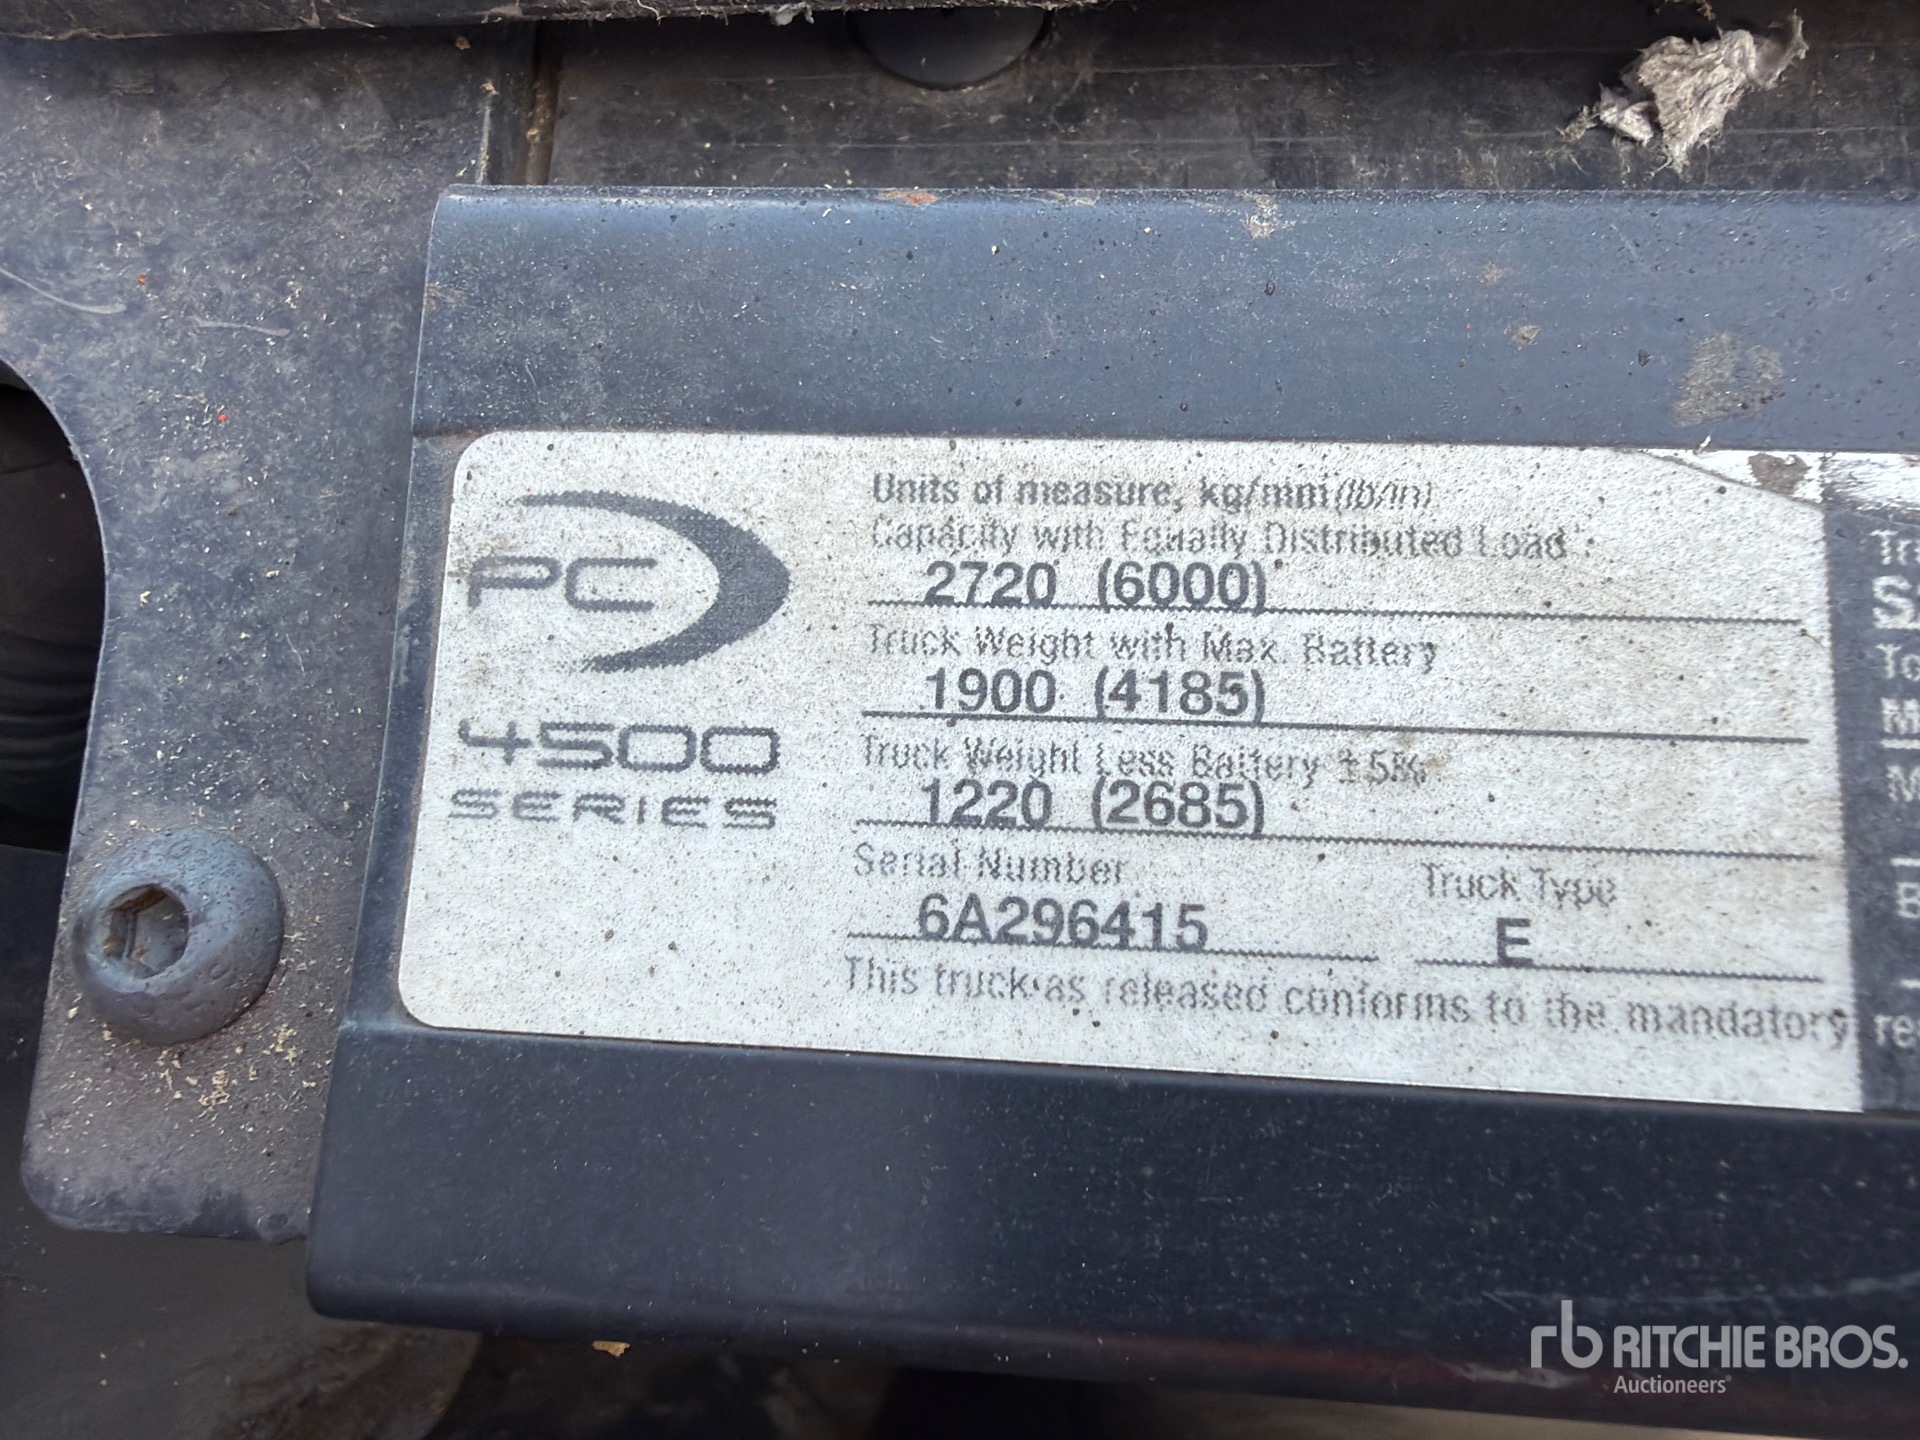 PC
4500
SERIES
Units of measure, kg/mm (lb/in)
Capacity with Equally Distributed Load
2720 (6000)
Truck Weight with Max. Battery
1900 (4185)
Truck Weight Less Battery ± 5%
1220 (2685)
Serial Number
6A296415
Truck Type
E
This truck as released conforms to the mandatory
rb RITCHIE BROS.
Auctioneers